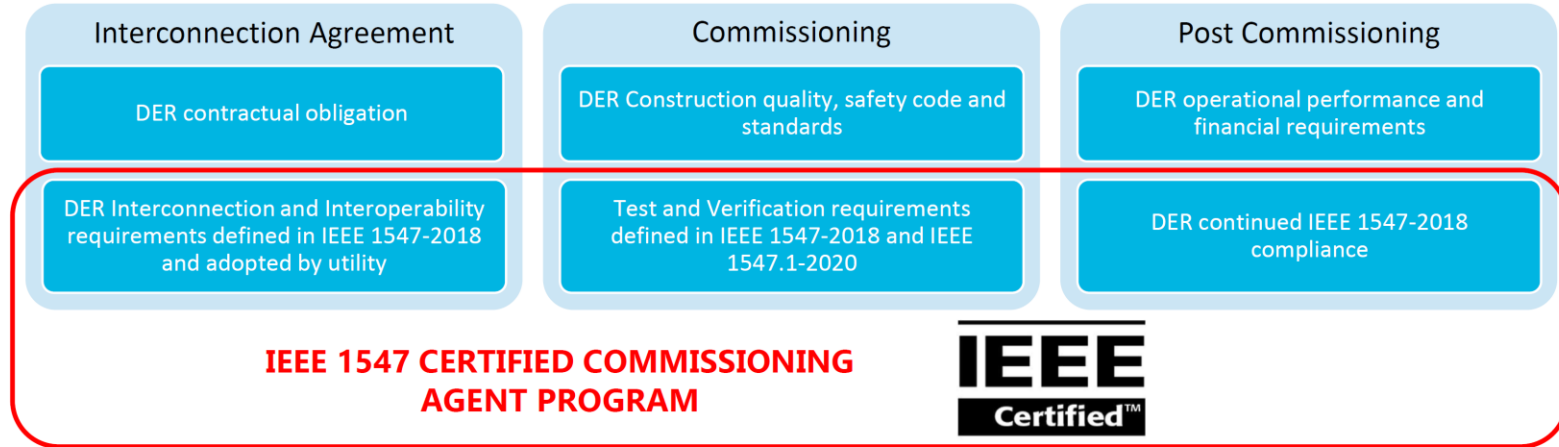 Interconnection Agreement
DER contractual obligation
DER Interconnection and Interoperability
requirements defined in IEEE 1547-2018
and adopted by utility
Commissioning
DER Construction quality, safety code and
standards
Test and Verification requirements
defined in IEEE 1547-2018 and IEEE
1547.1-2020
Post Commissioning
DER operational performance and
financial requirements
DER continued IEEE 1547-2018
compliance
IEEE 1547 CERTIFIED COMMISSIONING
AGENT PROGRAM
IEEE
Certified™